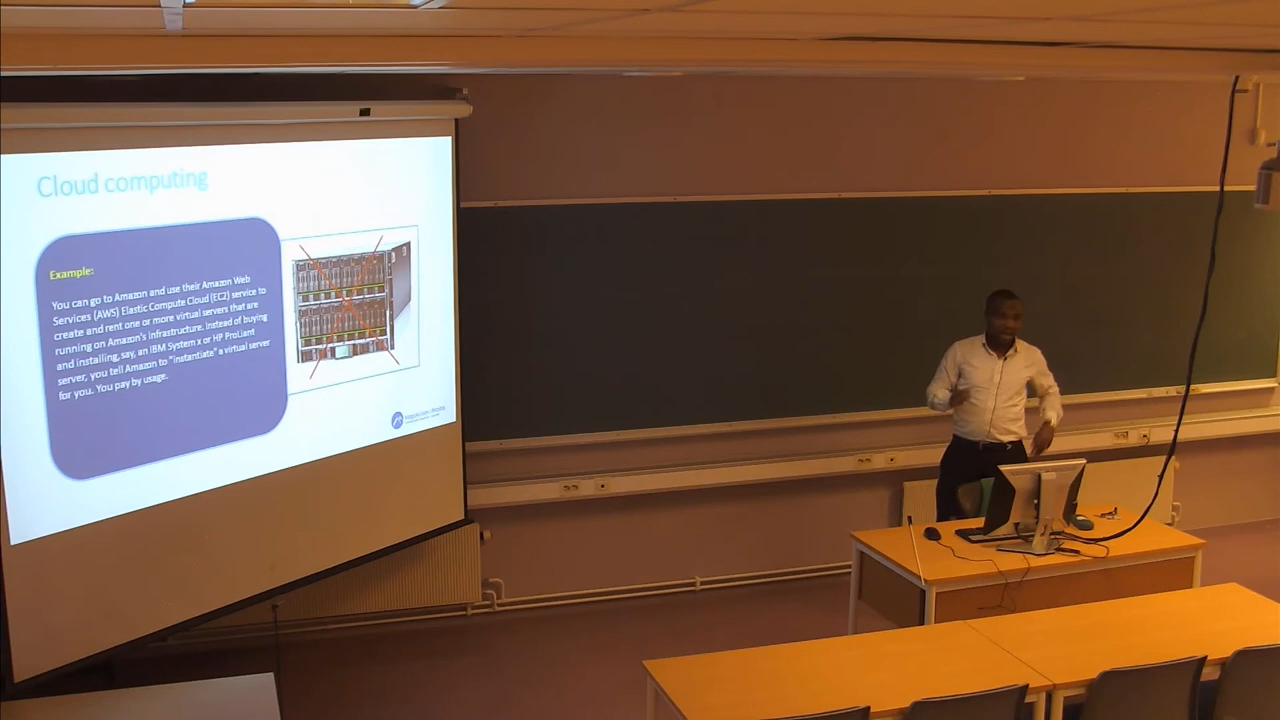 Cloud computing
Example:
You can go to Amazon and use their Amazon Web
Services (AWS) Elastic Compute Cloud (EC2) service to
create and rent one or more virtual servers that are
running on Amazon's infrastructure. Instead of buying
and installing, say, an IBM System x or HP ProLiant
server, you tell Amazon to "instantiate" a virtual server
for you. You pay by usage.